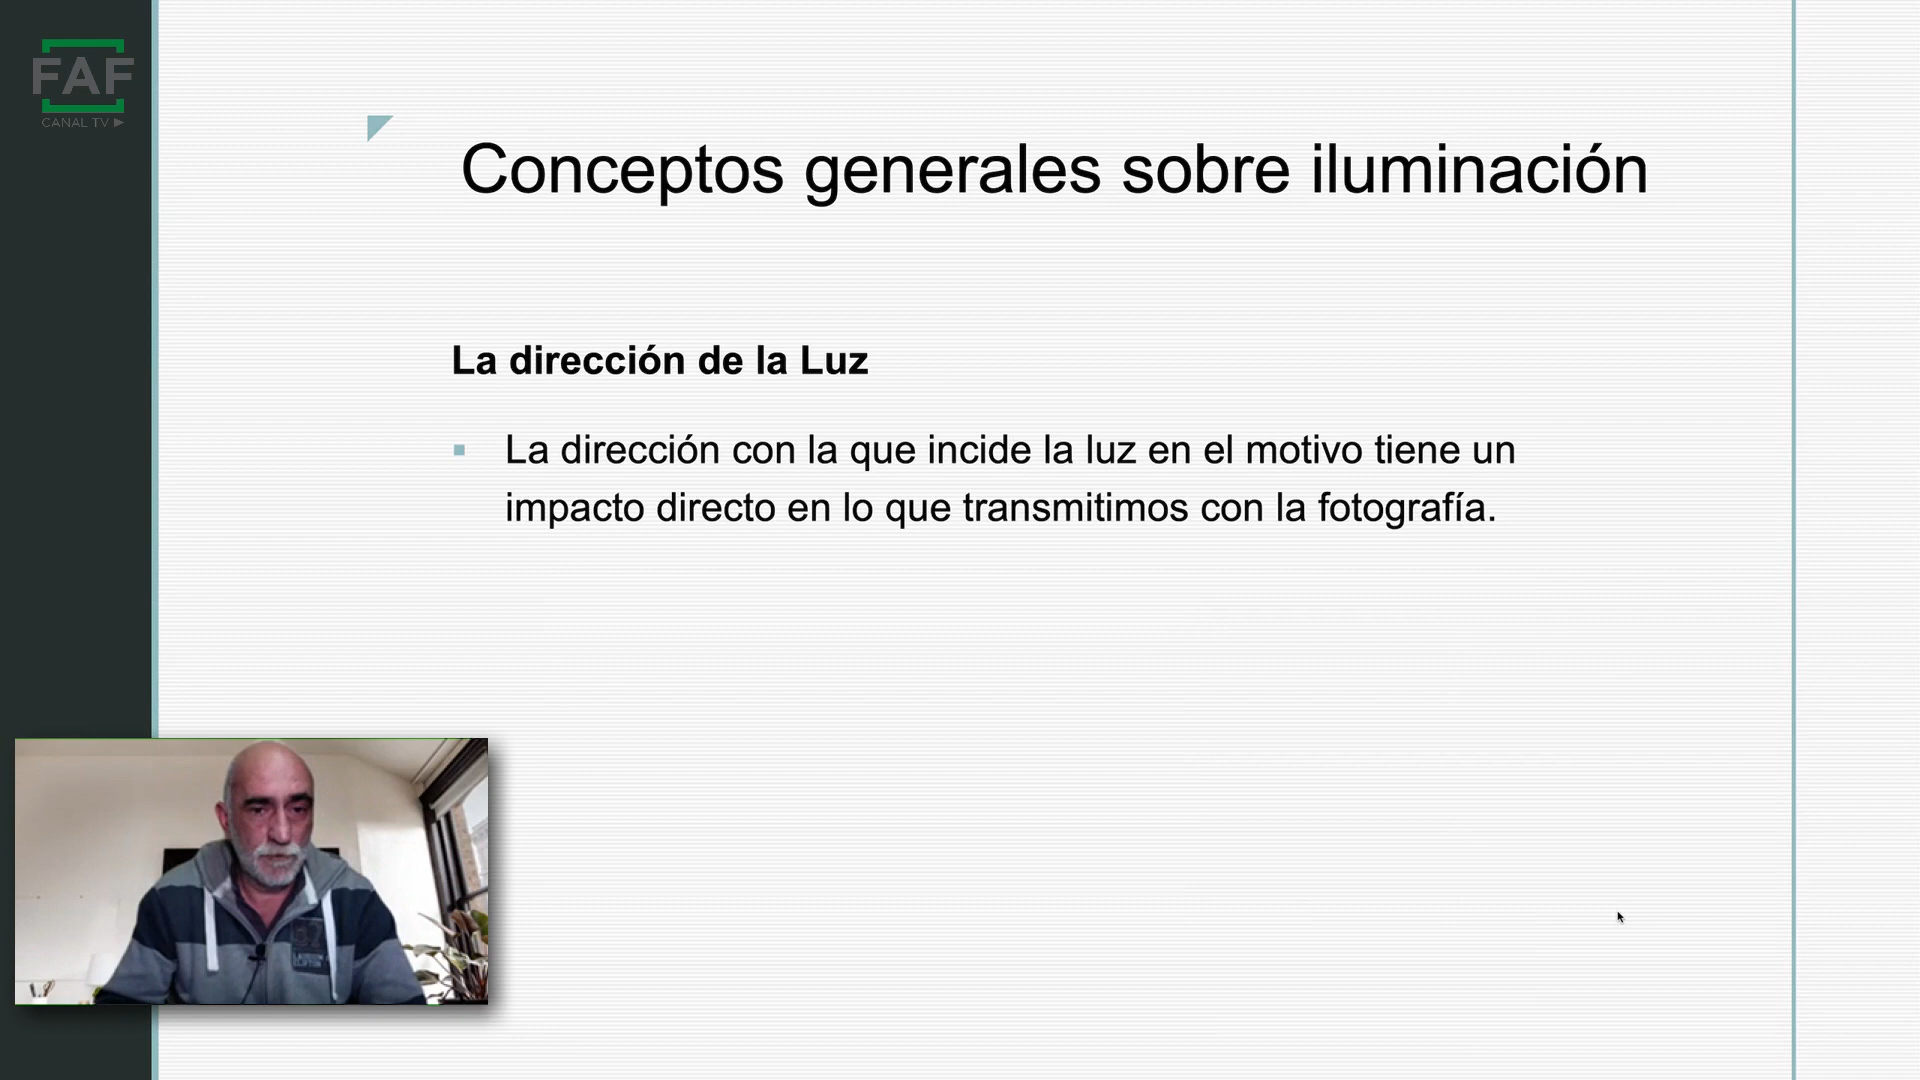 FAF
CANAL TV
Conceptos generales sobre iluminación
La dirección de la Luz
La dirección con la que incide la luz en el motivo tiene un
impacto directo en lo que transmitimos con la fotografía.